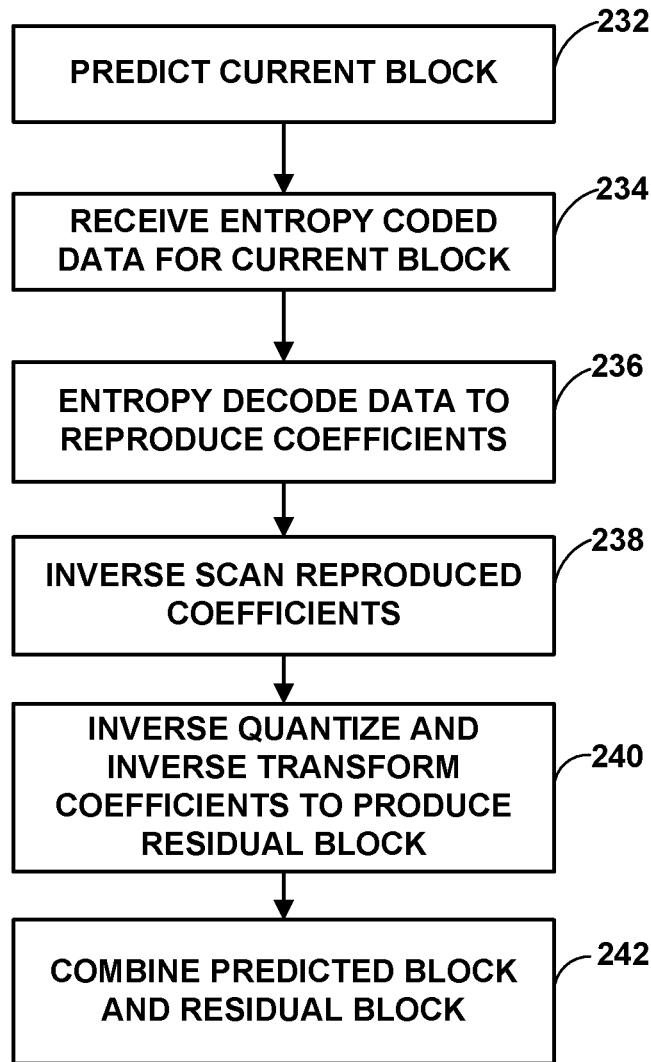 232
PREDICT CURRENT BLOCK
234
RECEIVE ENTROPY CODED
DATA FOR CURRENT BLOCK
236
ENTROPY DECODE DATA TO
REPRODUCE COEFFICIENTS
238
INVERSE SCAN REPRODUCED
COEFFICIENTS
INVERSE QUANTIZE AND
INVERSE TRANSFORM
COEFFICIENTS TO PRODUCE
RESIDUAL BLOCK
240
COMBINE PREDICTED BLOCK
AND RESIDUAL BLOCK
242